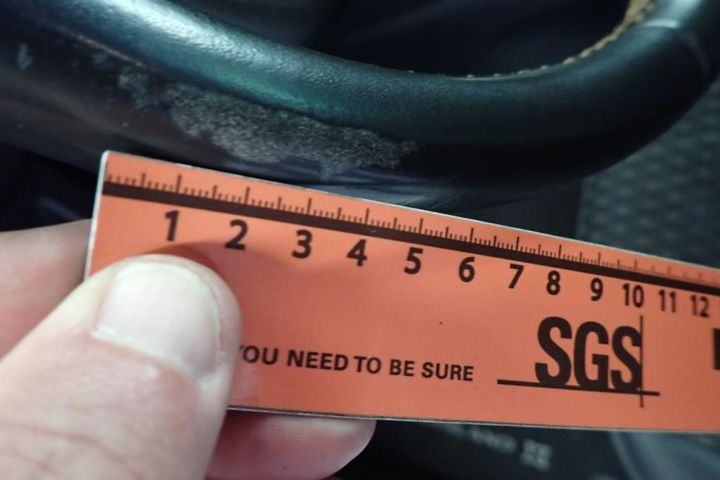 1 2 3 4 5 6 7 8 9 10 11 12
SGS
YOU NEED TO BE SURE